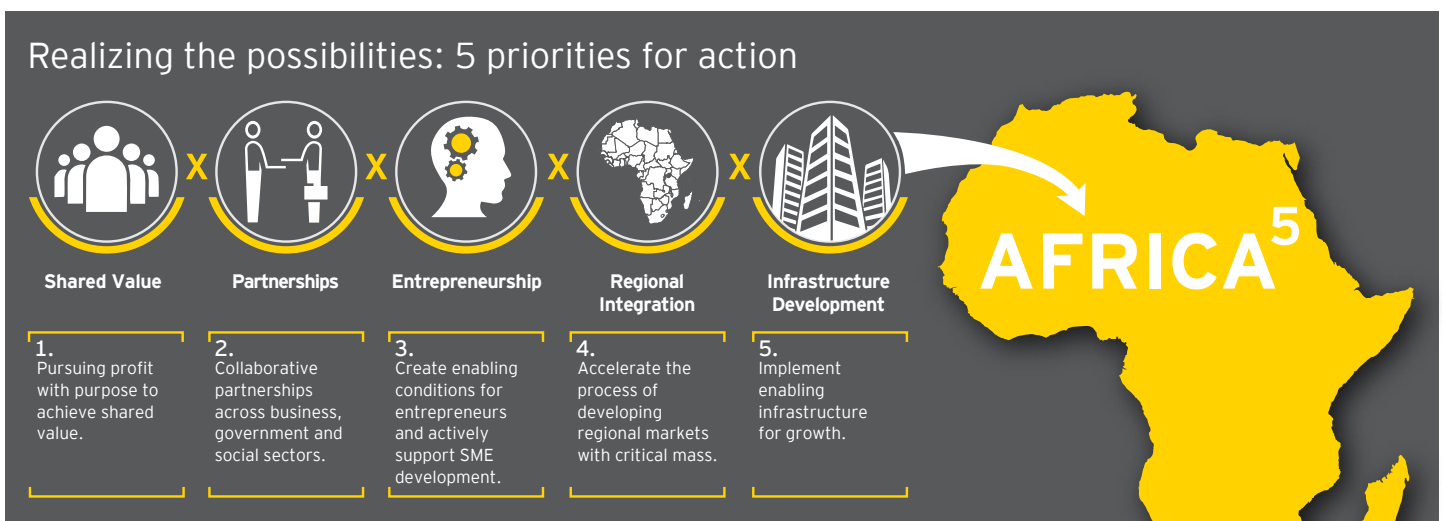 Realizing the possibilities: 5 priorities for action
X X X X
Shared Value
Partnerships
Entrepreneurship
Regional
Integration
Infrastructure
Development
AFRICA⁵
1.
Pursuing profit
with purpose to
achieve shared
value.
2.
Collaborative
partnerships
across business,
government and
social sectors.
3.
Create enabling
conditions for
entrepreneurs
and actively
support SME
development.
4.
Accelerate the
process of
developing
regional markets
with critical mass.
5.
Implement
enabling
infrastructure
for growth.